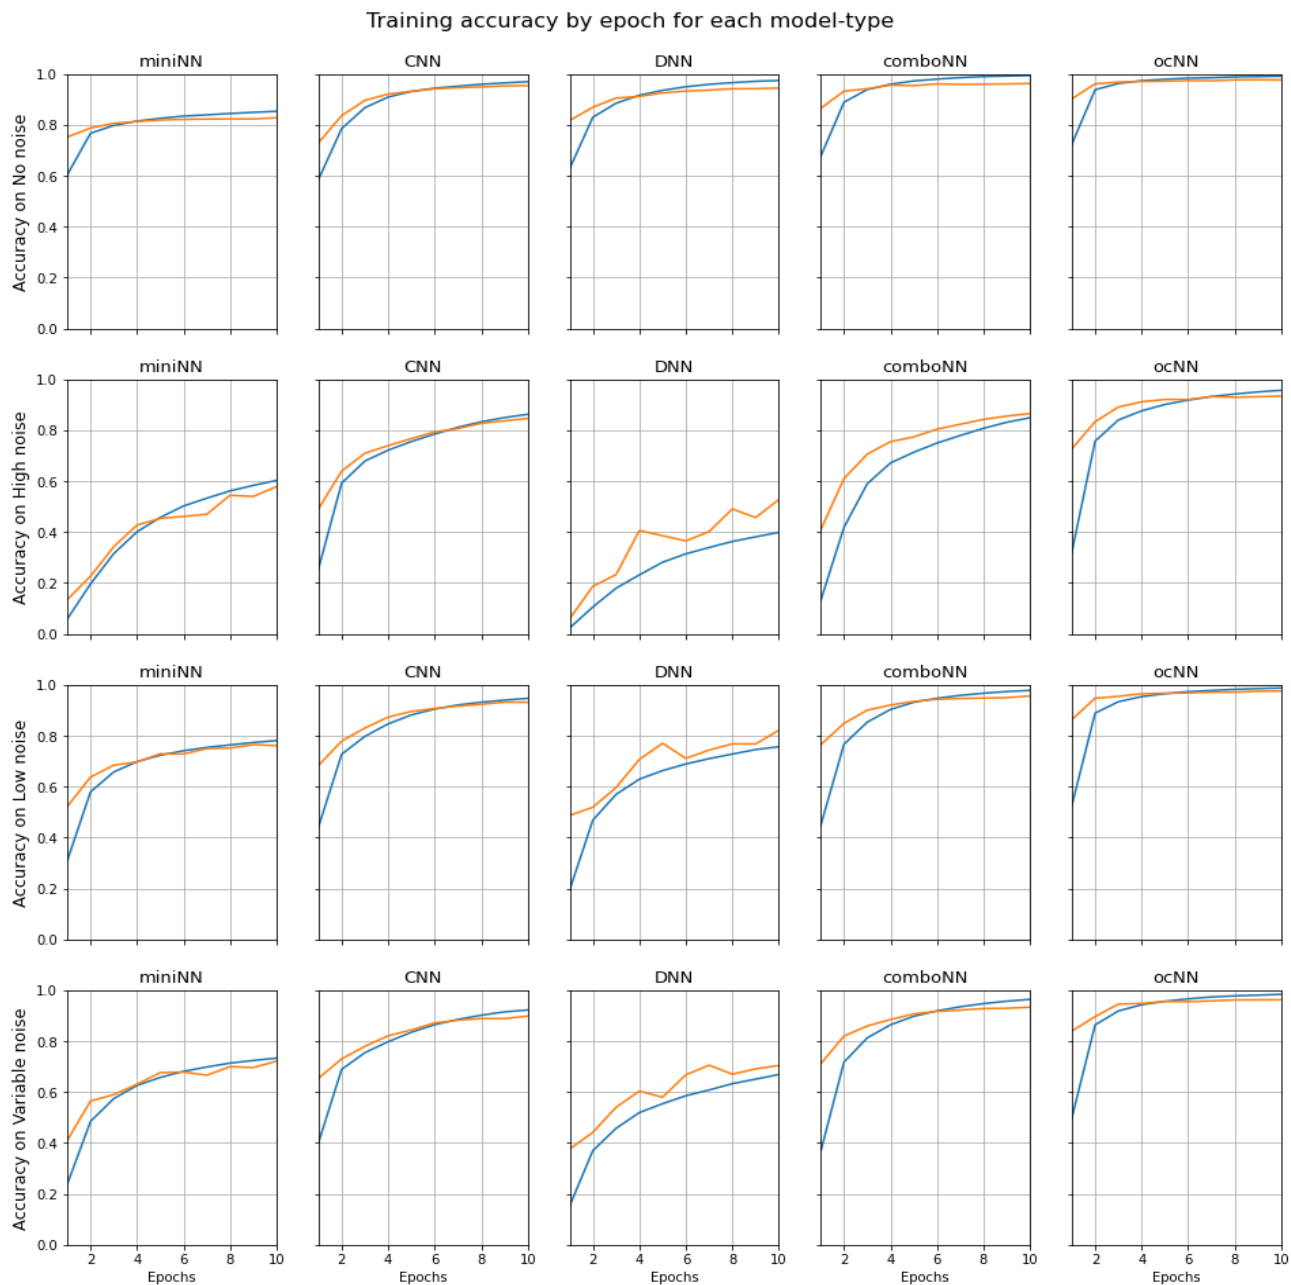 Training accuracy by epoch for each model-type
miniNN CNN DNN comboNN ocNN
Accuracy on No noise
1.0
0.8
0.6
0.4
0.2
0.0
miniNN CNN DNN comboNN ocNN
Accuracy on High noise
1.0
0.8
0.6
0.4
0.2
0.0
miniNN CNN DNN comboNN ocNN
Accuracy on Low noise
1.0
0.8
0.6
0.4
0.2
0.0
miniNN CNN DNN comboNN ocNN
Accuracy on Variable noise
1.0
0.8
0.6
0.4
0.2
0.0
2 4 6 8 10 2 4 6 8 10 2 4 6 8 10 2 4 6 8 10 2 4 6 8 10
Epochs Epochs Epochs Epochs Epochs